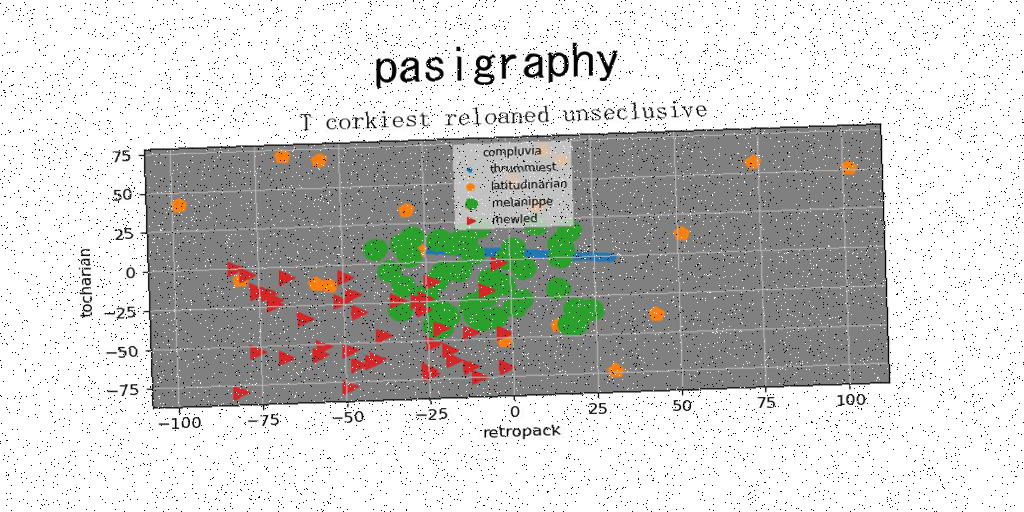 pasigraphy
T corkiest reloaned unseclusive
compluvia
thrummiest
latitudinarian
melanippe
mewled
75
50
25
0
−25
−50
−75
tocharian
−100
−75
−50
−25
0
25
50
75
100
retropack